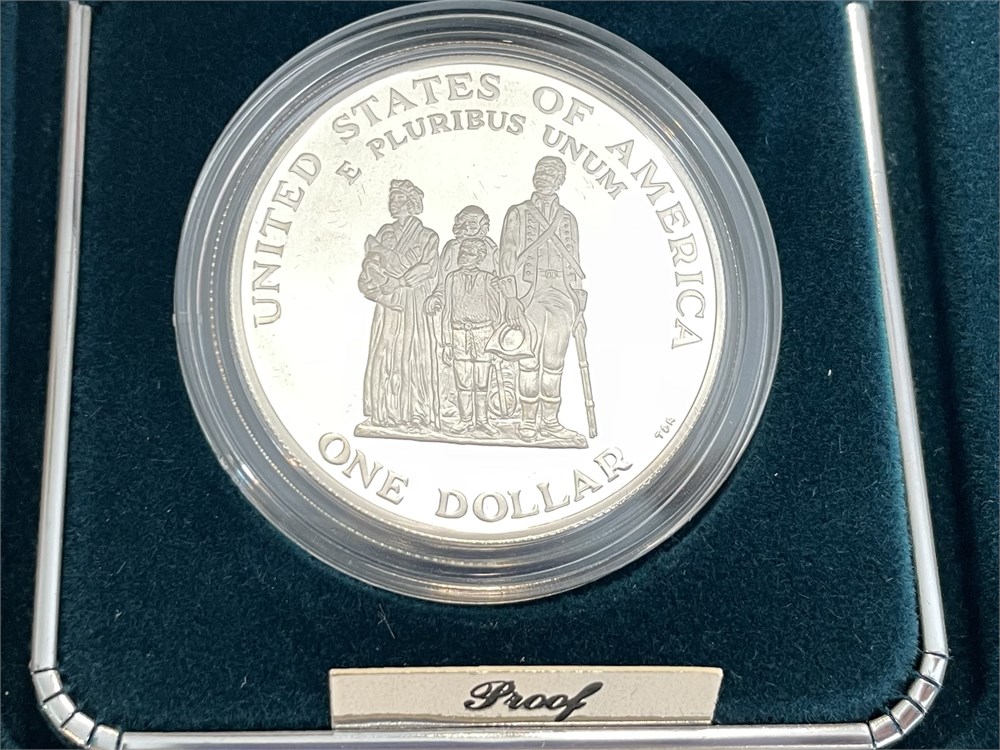 UNITED STATES OF AMERICA
E PLURIBUS UNUM
ONE DOLLAR
Proof